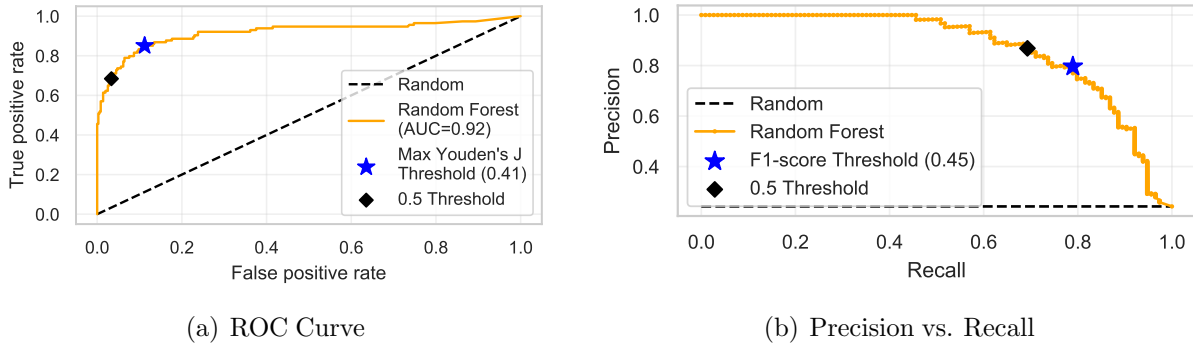 1.0
0.8
0.6
0.4
0.2
0.0
True positive rate
0.0
0.2
0.4
0.6
0.8
1.0
False positive rate
Random
Random Forest
(AUC=0.92)
Max Youden's J
Threshold (0.41)
0.5 Threshold
(a) ROC Curve
1.0
0.8
0.6
0.4
Precision
0.0
0.2
0.4
0.6
0.8
1.0
Recall
Random
Random Forest
F1-score Threshold (0.45)
0.5 Threshold
(b) Precision vs. Recall